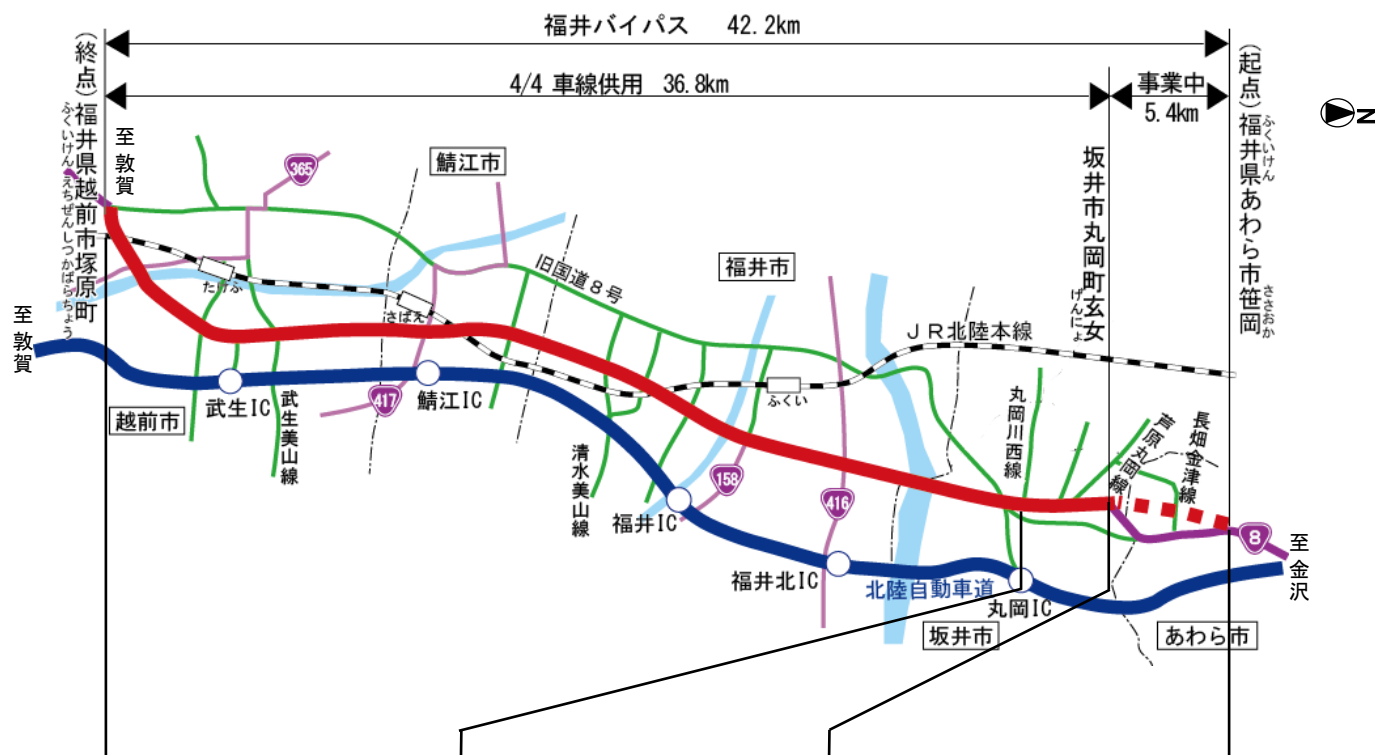 福井バイパス 42.2km
4/4 車線供用 36.8km
事業中
5.4km
(終点)福井県越前市塚原町
ふくいけんえちぜんしつかばらちょう
(起点)福井県あわら市笹岡
ふくいけん
ささおか
N
至敦賀
365
鯖江市
坂井市丸岡町玄女
げんにょ
旧国道8号
福井市
たけふ
さばえ
JR北陸本線
至敦賀
ふくい
越前市
武生IC
武生美山線
417
鯖江IC
清水美山線
福井IC
158
416
丸岡川西線
芦原丸岡線
長畑金津線
8
至金沢
福井北IC
北陸自動車道
丸岡IC
坂井市
あわら市